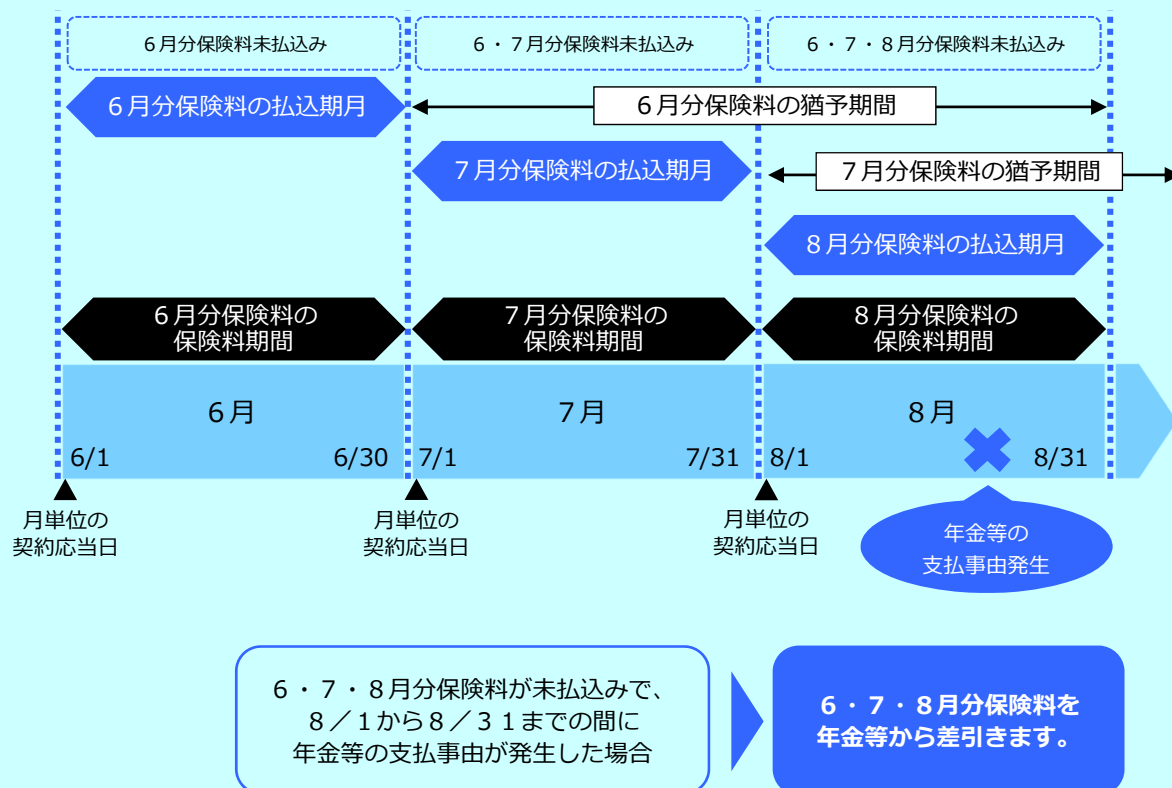 ６月分保険料未払込み
６・７月分保険料未払込み
６・７・８月分保険料未払込み
６月分保険料の払込期月
６月分保険料の猶予期間
７月分保険料の払込期月
７月分保険料の猶予期間
８月分保険料の払込期月
６月分保険料の
保険料期間
７月分保険料の
保険料期間
８月分保険料の
保険料期間
６月
７月
８月
6/1
6/30
7/1
7/31
8/1
8/31
月単位の
契約応当日
月単位の
契約応当日
月単位の
契約応当日
年金等の
支払事由発生
６・７・８月分保険料が未払込みで、
８／１から８／３１までの間に
年金等の支払事由が発生した場合
６・７・８月分保険料を
年金等から差引きます。